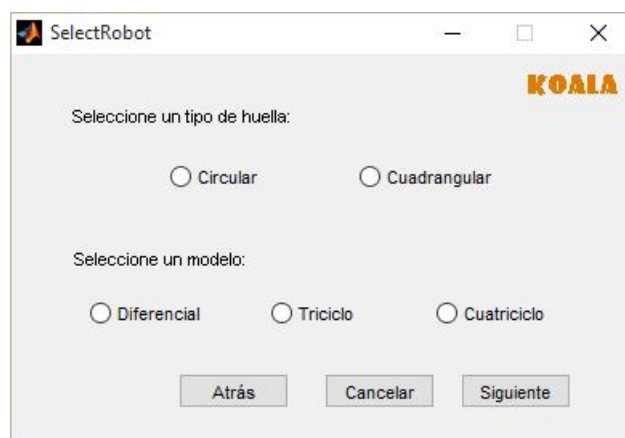 SelectRobot
KOALA
Seleccione un tipo de huella:
Circular Cuadrangular
Seleccione un modelo:
Diferencial Triciclo Cuatriciclo
Atrás Cancelar Siguiente